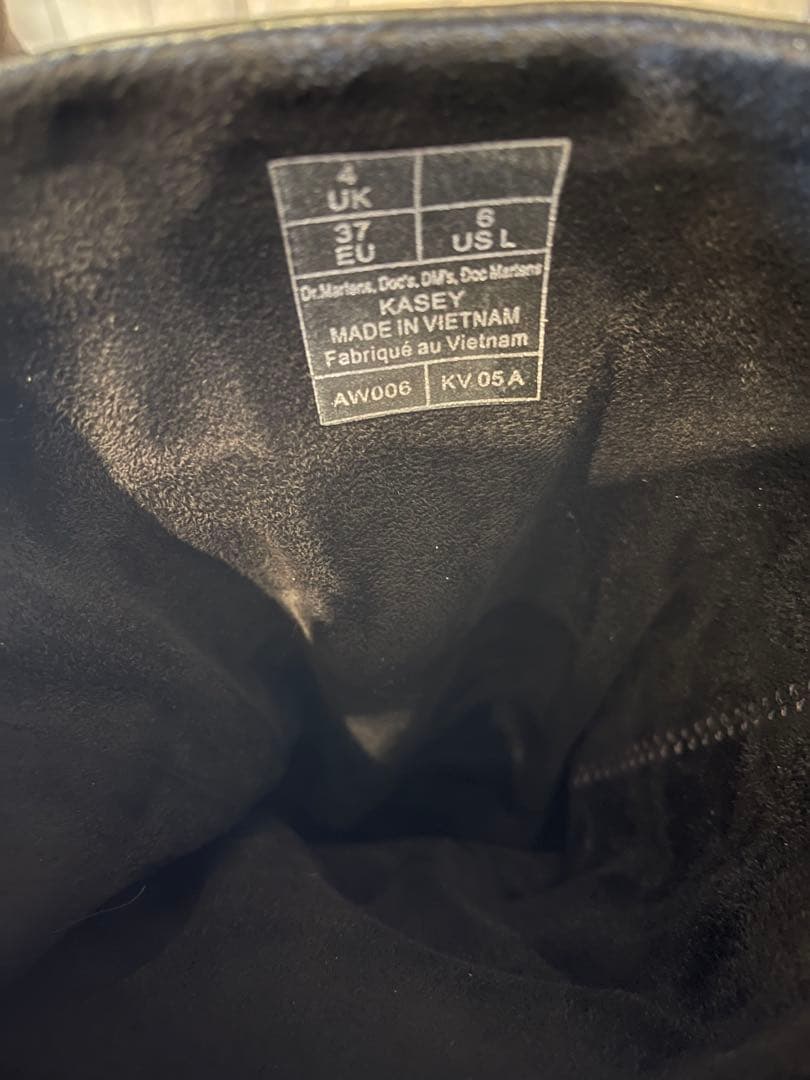 4
UK
37
EU
6
US L
Dr.Martens, Doc's, DM's, Doc Martens
KASEY
MADE IN VIETNAM
Fabriqué au Vietnam
AW006
KV 05 A